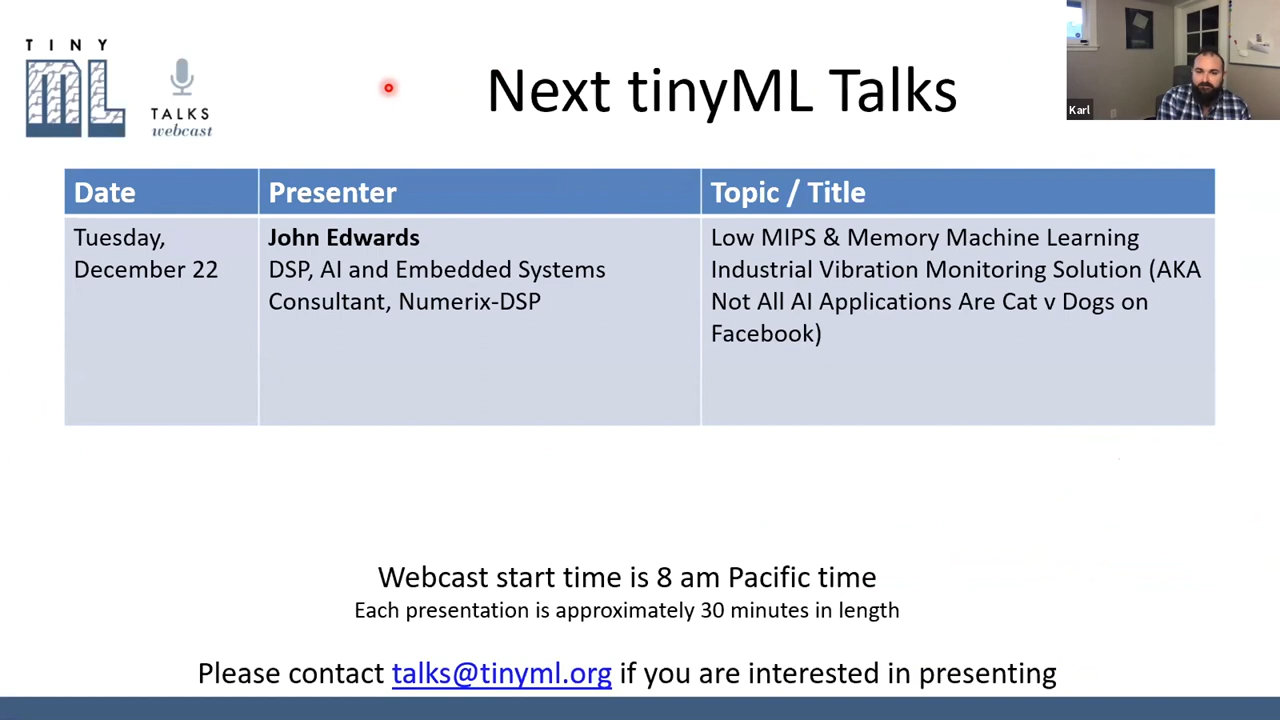 TINY
ML
TALKS
webcast
Next tinyML Talks
Karl
Date
Presenter
Topic / Title
Tuesday,
December 22
John Edwards
DSP, AI and Embedded Systems
Consultant, Numerix-DSP
Low MIPS & Memory Machine Learning
Industrial Vibration Monitoring Solution (AKA
Not All AI Applications Are Cat v Dogs on
Facebook)
Webcast start time is 8 am Pacific time
Each presentation is approximately 30 minutes in length
Please contact talks@tinyml.org if you are interested in presenting